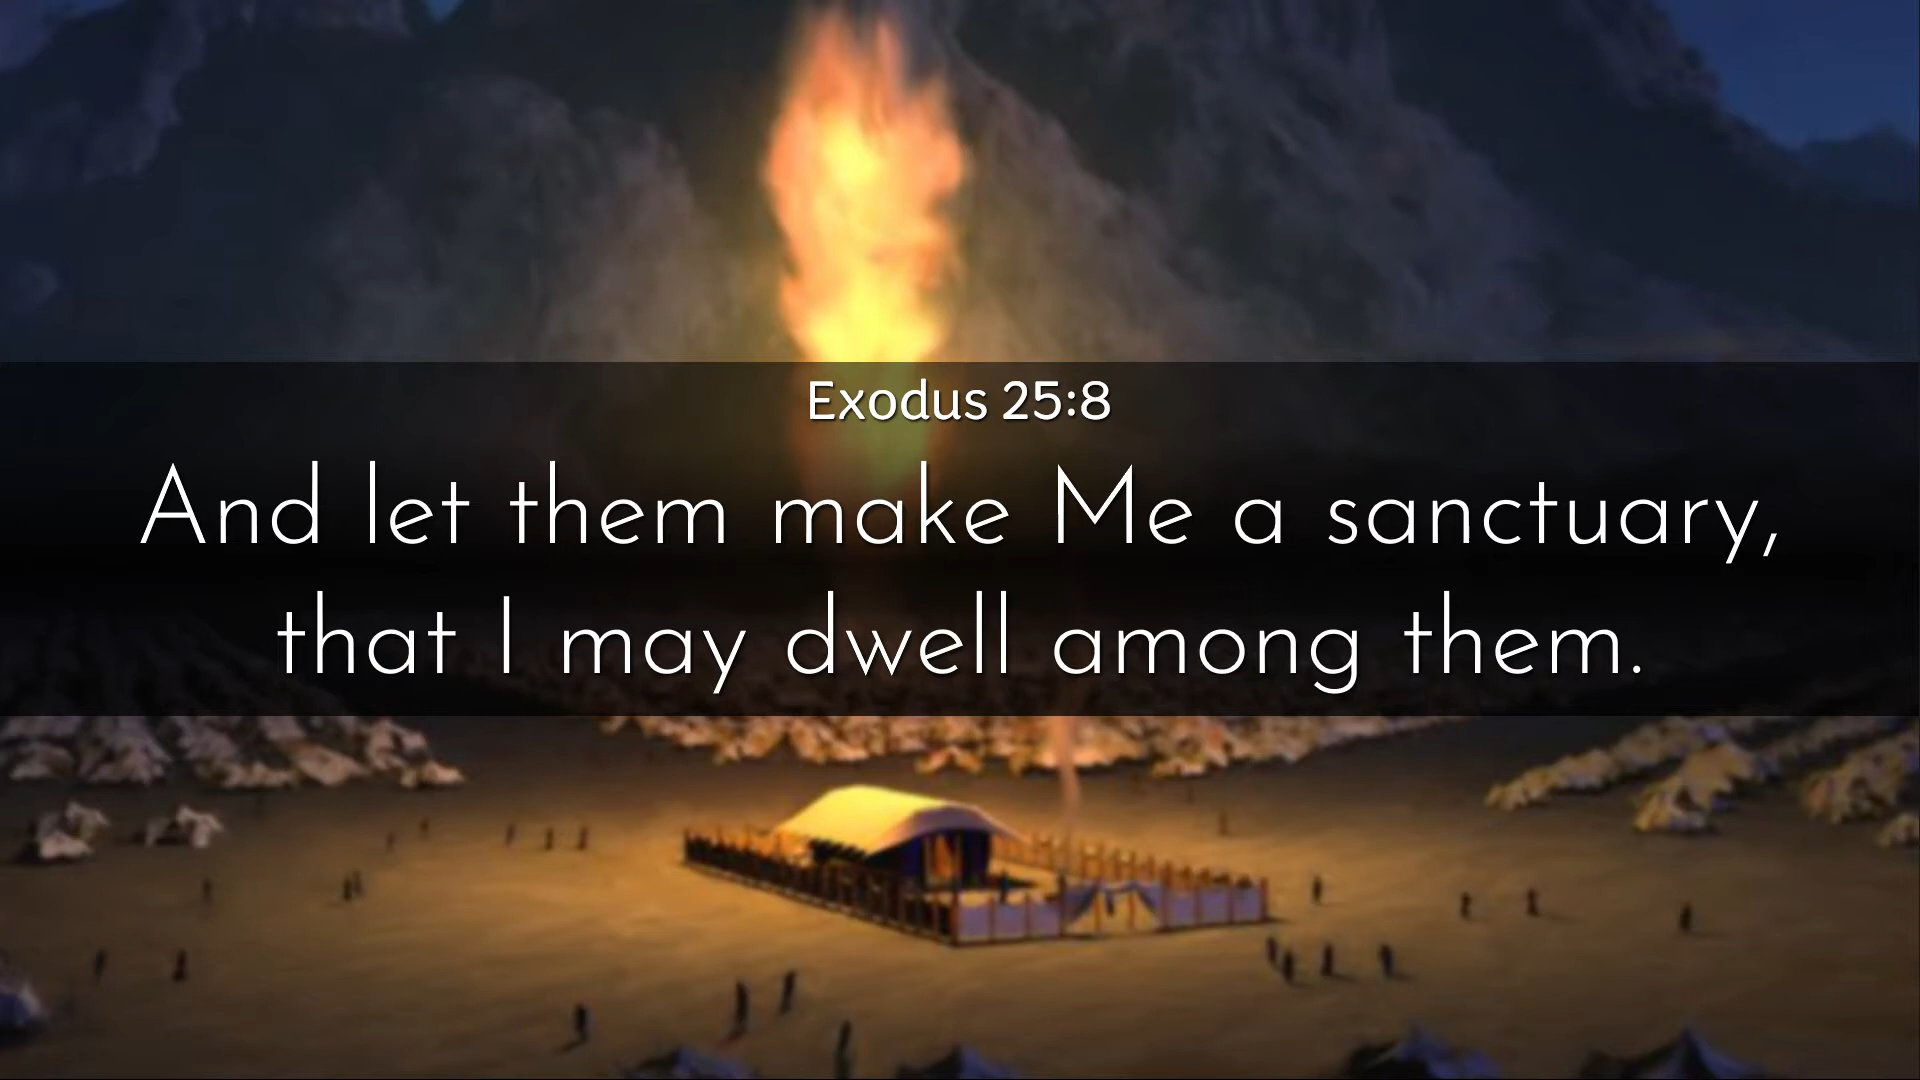 Exodus 25:8
And let them make Me a sanctuary,
that I may dwell among them.